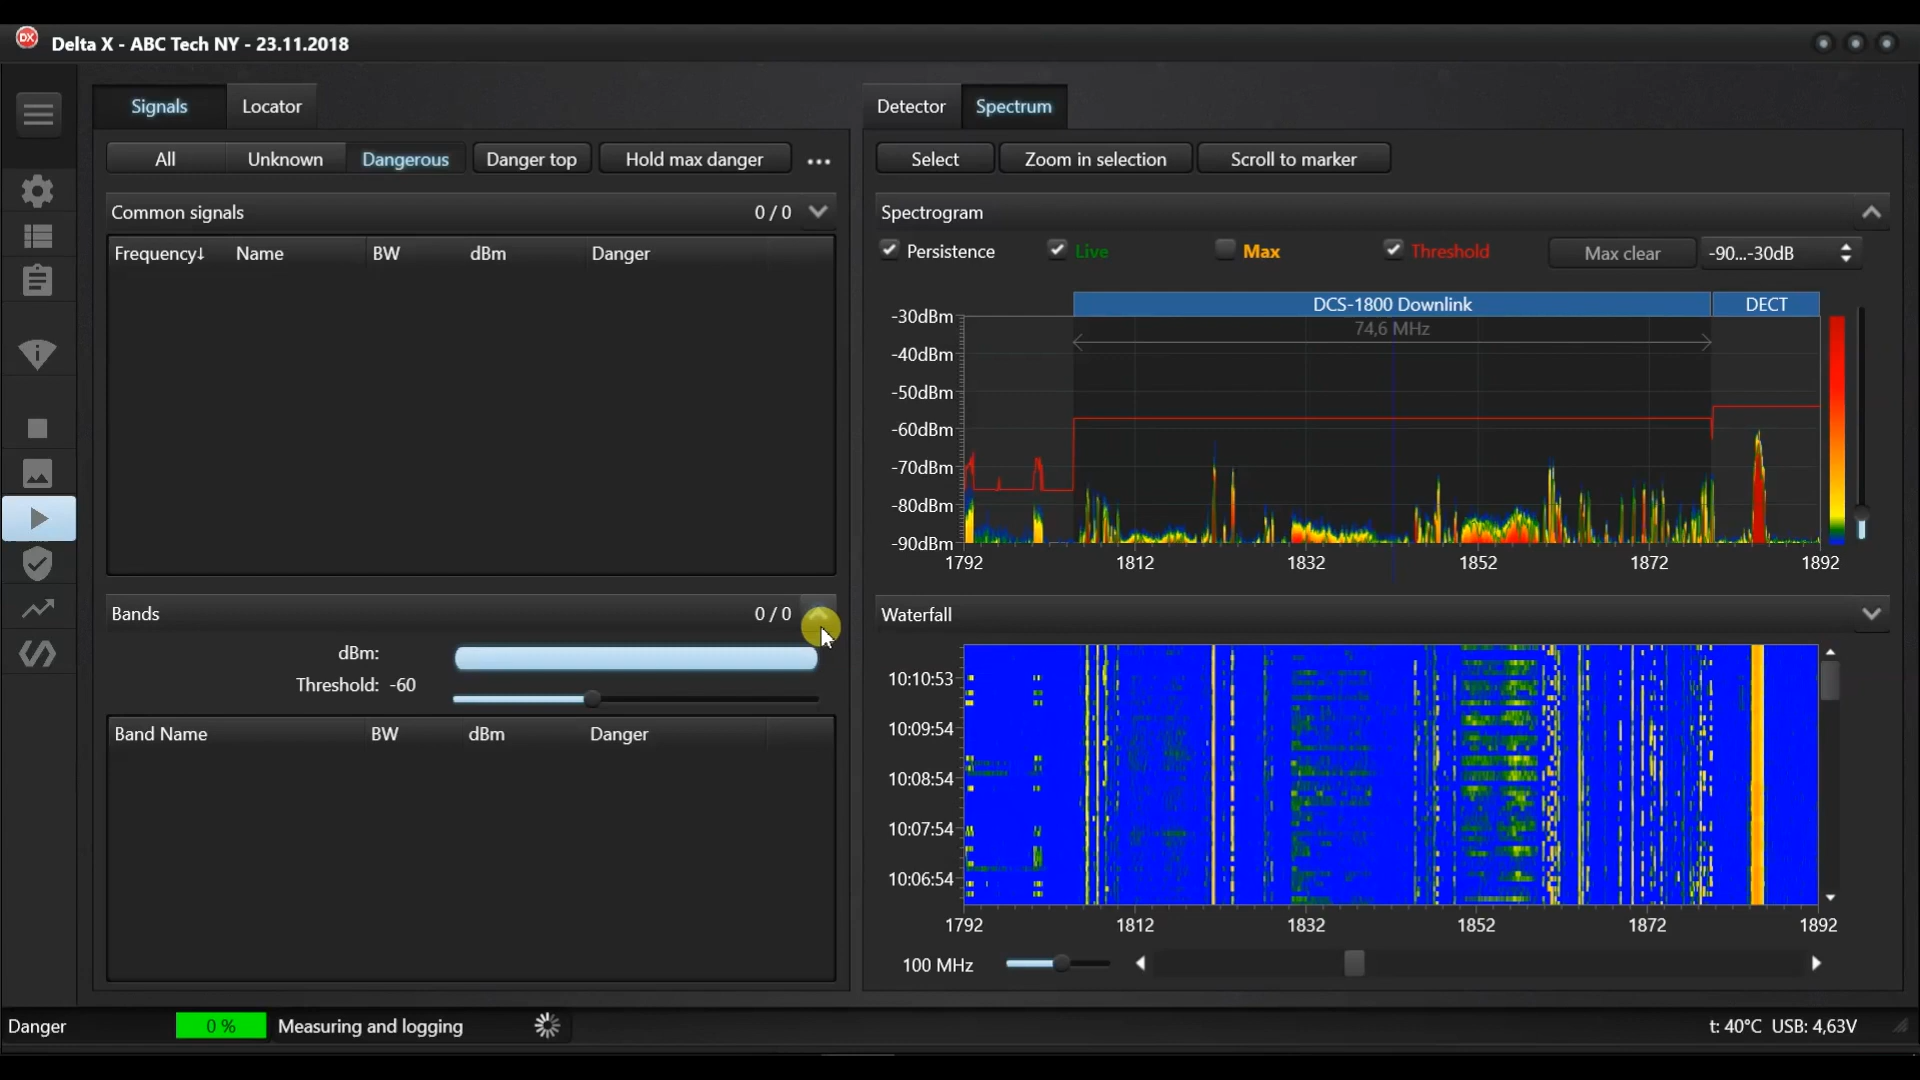 DX Delta X - ABC Tech NY - 23.11.2018
Signals Locator
All Unknown Dangerous Danger top Hold max danger ...
Common signals 0 / 0
Frequency↓ Name BW dBm Danger
Bands 0 / 0
dBm:
Threshold: -60
Band Name BW dBm Danger
Detector Spectrum
Select Zoom in selection Scroll to marker
Spectrogram
Persistence Live Max Threshold Max clear -90...-30dB
DCS-1800 Downlink DECT
74,6 MHz
-30dBm
-40dBm
-50dBm
-60dBm
-70dBm
-80dBm
-90dBm
1792 1812 1832 1852 1872 1892
Waterfall
10:10:53
10:09:54
10:08:54
10:07:54
10:06:54
1792 1812 1832 1852 1872 1892
100 MHz
Danger 0 % Measuring and logging t: 40°C USB: 4,63V